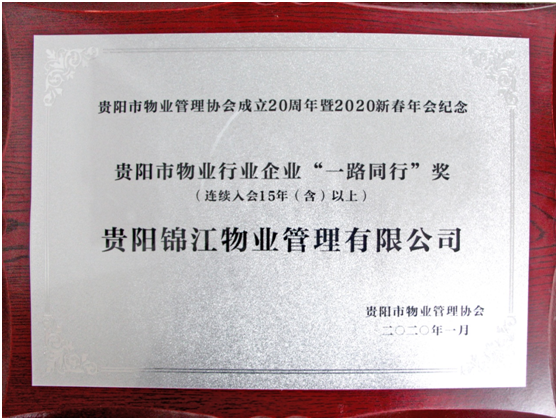 贵阳市物业管理协会成立20周年暨2020新春年会纪念
贵阳市物业行业企业“一路同行”奖
（连续入会15年（含）以上）
贵阳锦江物业管理有限公司
贵阳市物业管理协会
二〇二〇年一月